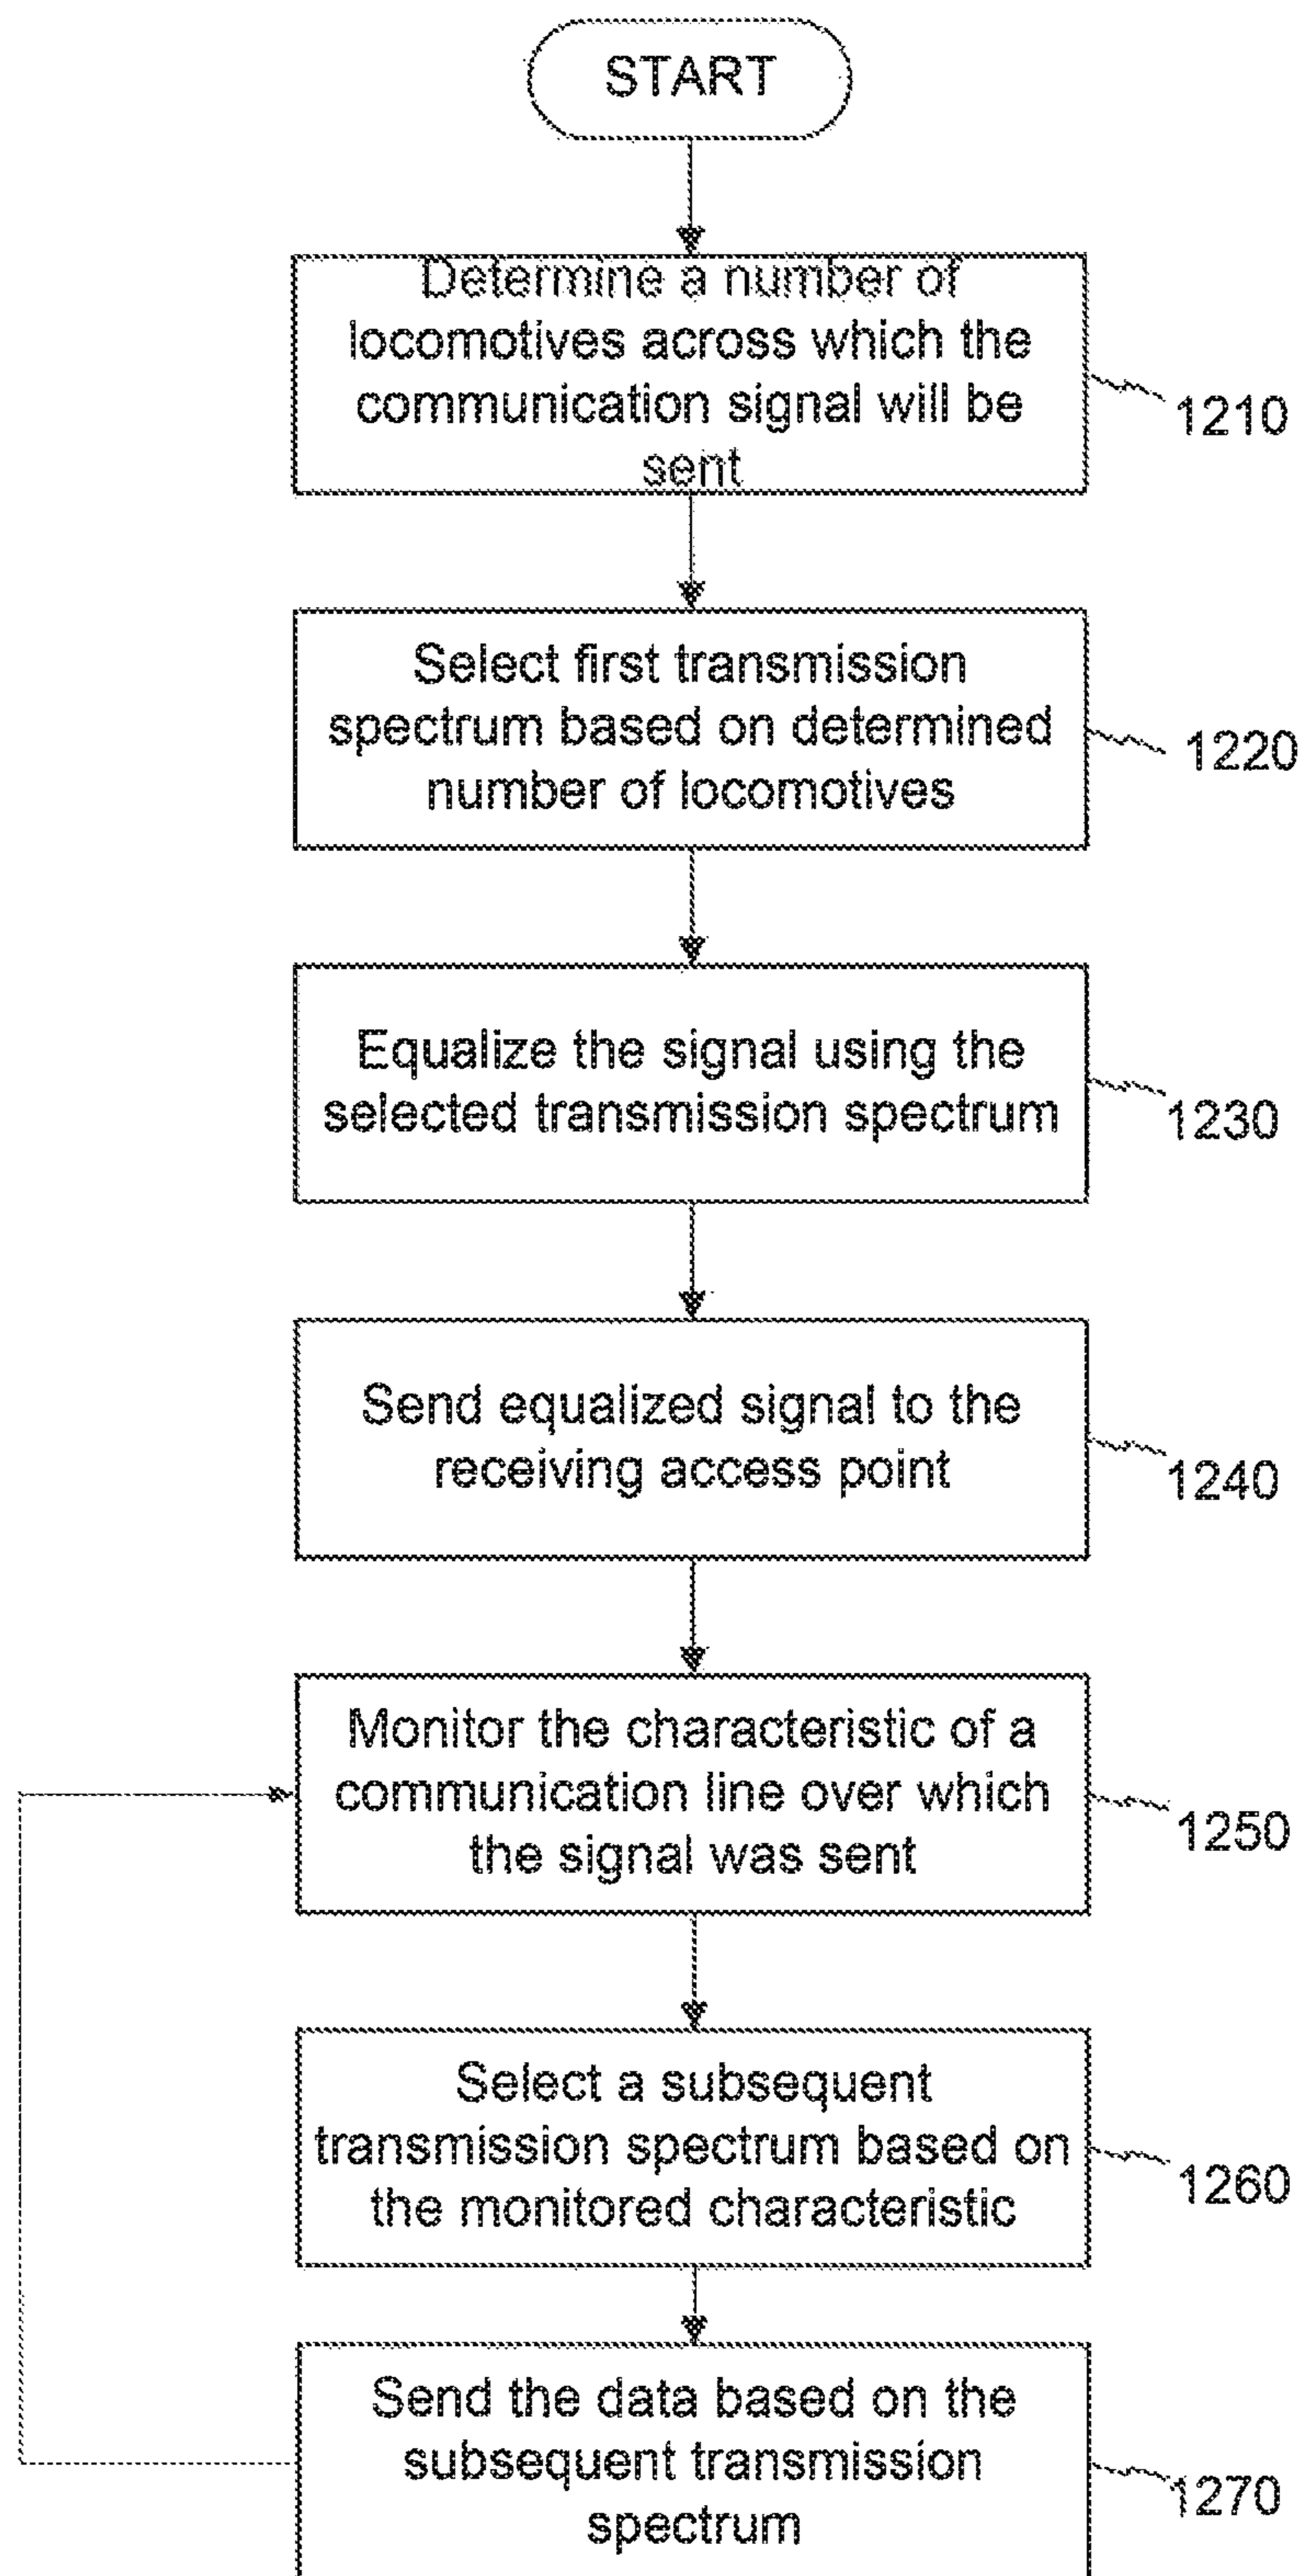 START
Determine a number of
locomotives across which the
communication signal will be
sent
1210
Select first transmission
spectrum based on determined
number of locomotives
1220
Equalize the signal using the
selected transmission spectrum
1230
Send equalized signal to the
receiving access point
1240
Monitor the characteristic of a
communication line over which
the signal was sent
1250
Select a subsequent
transmission spectrum based on
the monitored characteristic
1260
Send the data based on the
subsequent transmission
spectrum
1270